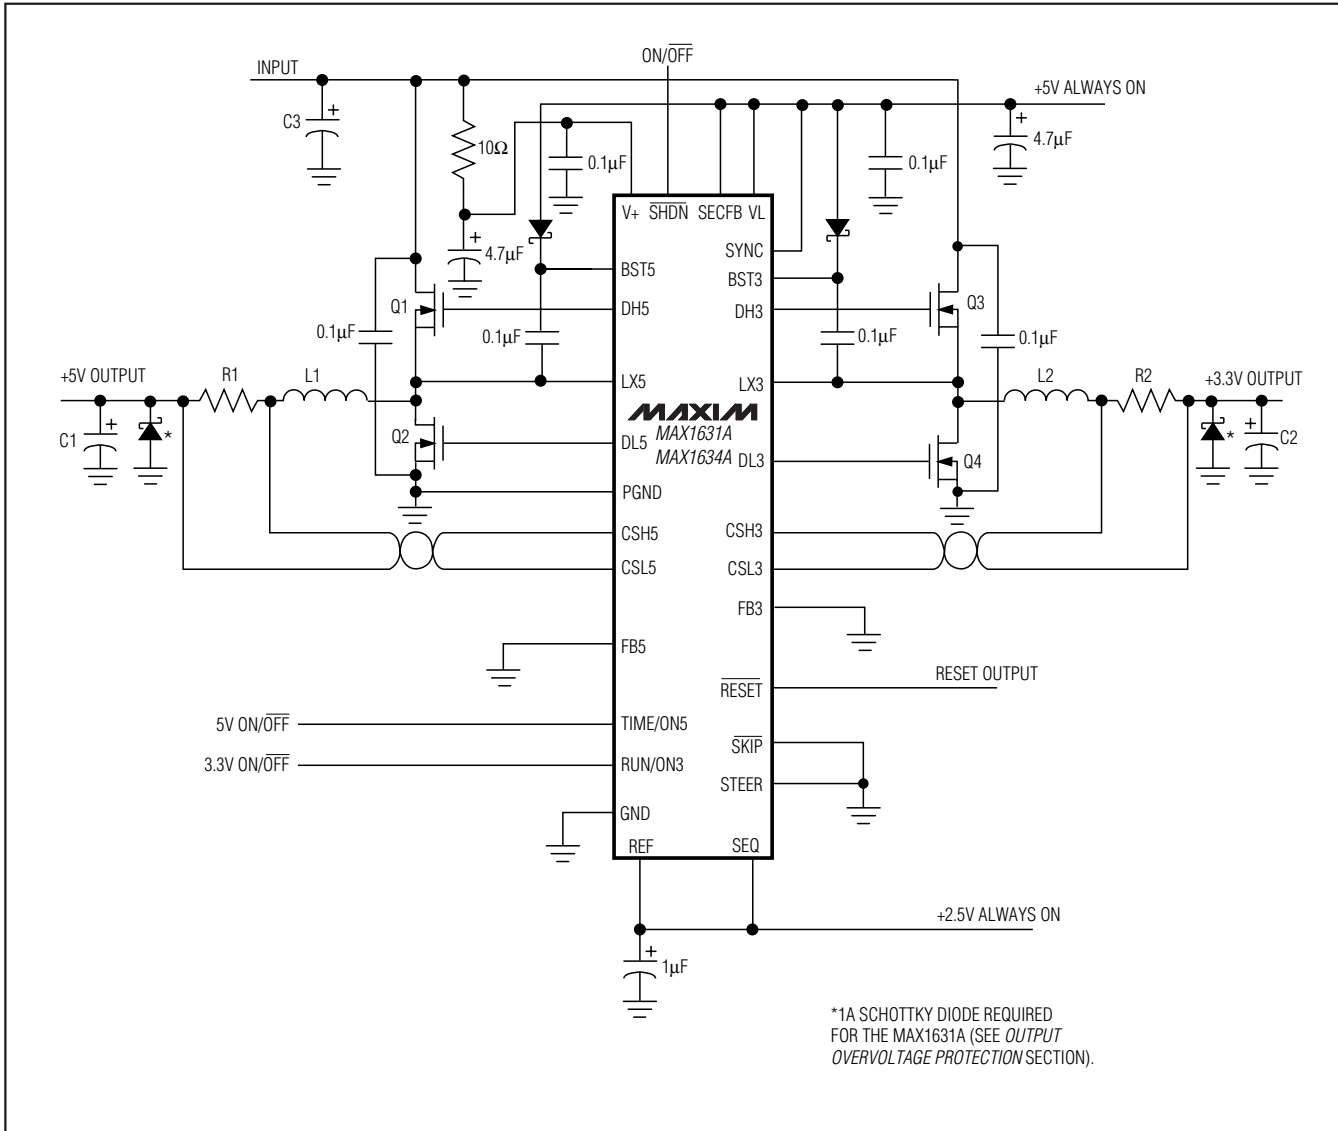 ON/OFF
INPUT
+5V ALWAYS ON
C3
+
10Ω
0.1µF
0.1µF
+
4.7µF
V+ SHDN SECFB VL
+
4.7µF
SYNC
BST5
BST3
Q1
DH5
DH3
Q3
0.1µF
0.1µF
0.1µF
0.1µF
+5V OUTPUT
R1
L1
LX5
LX3
L2
R2
+3.3V OUTPUT
MAXIM
MAX1631A
MAX1634A
C1
+
*
Q2
DL5
DL3
Q4
*
+
C2
PGND
CSH5
CSH3
CSL5
CSL3
FB3
FB5
RESET
RESET OUTPUT
5V ON/OFF
TIME/ON5
SKIP
3.3V ON/OFF
RUN/ON3
STEER
GND
REF
SEQ
+2.5V ALWAYS ON
+
1µF
*1A SCHOTTKY DIODE REQUIRED
FOR THE MAX1631A (SEE OUTPUT
OVERVOLTAGE PROTECTION SECTION).